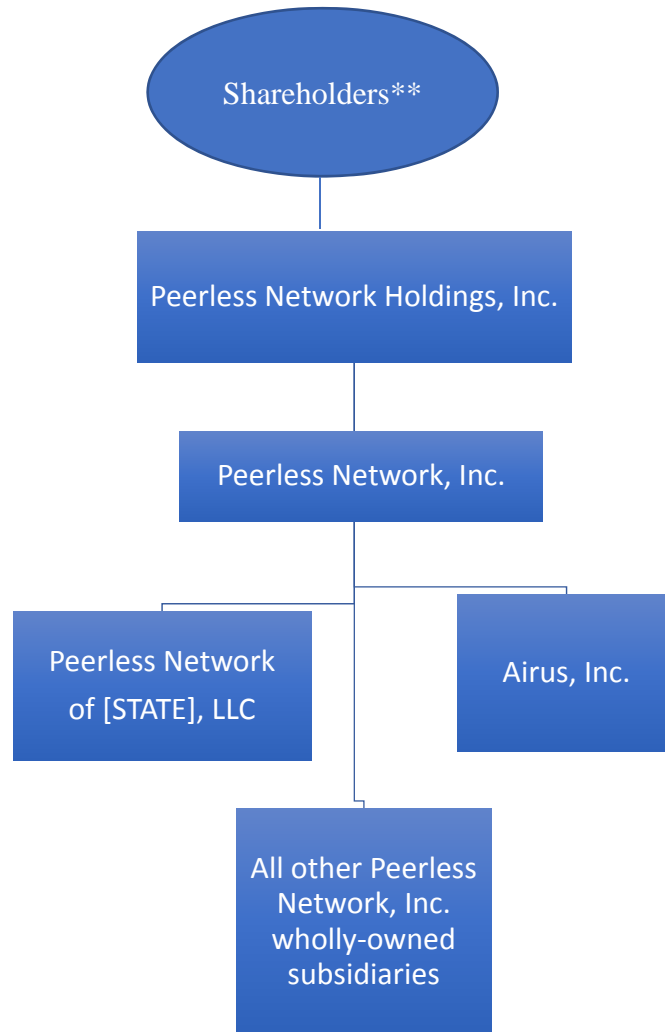 Shareholders**
Peerless Network Holdings, Inc.
Peerless Network, Inc.
Peerless Network
of [STATE], LLC
Airus, Inc.
All other Peerless
Network, Inc.
wholly-owned
subsidiaries